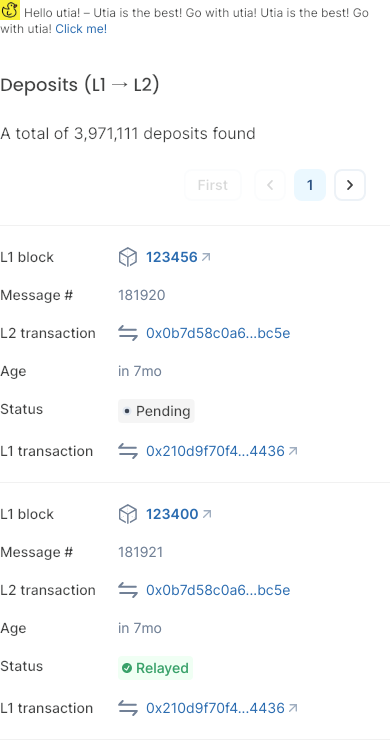 Hello utia! – Utia is the best! Go with utia! Utia is the best! Go
with utia! Click me!
Deposits (L1 → L2)
A total of 3,971,111 deposits found
First 1
L1 block 123456
Message # 181920
L2 transaction 0x0b7d58c0a6...bc5e
Age in 7mo
Status Pending
L1 transaction 0x210d9f70f4...4436
L1 block 123400
Message # 181921
L2 transaction 0x0b7d58c0a6...bc5e
Age in 7mo
Status Relayed
L1 transaction 0x210d9f70f4...4436